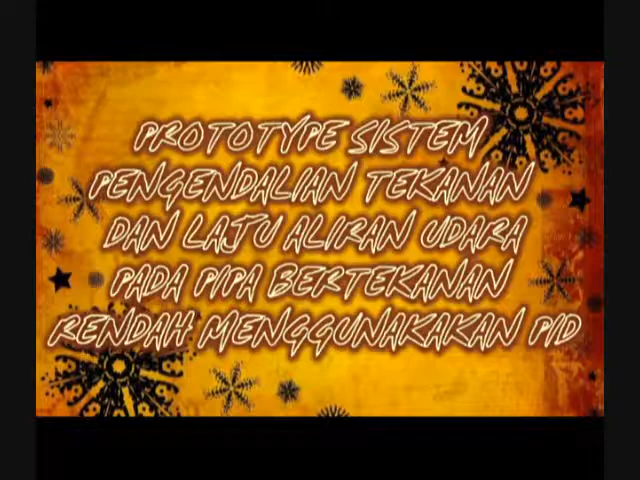 PROTOTYPE SISTEM
PENGENDALIAN TEKANAN
DAN LAJU ALIRAN UDARA
PADA PIPA BERTEKANAN
RENDAH MENGGUNAKAKAN PID